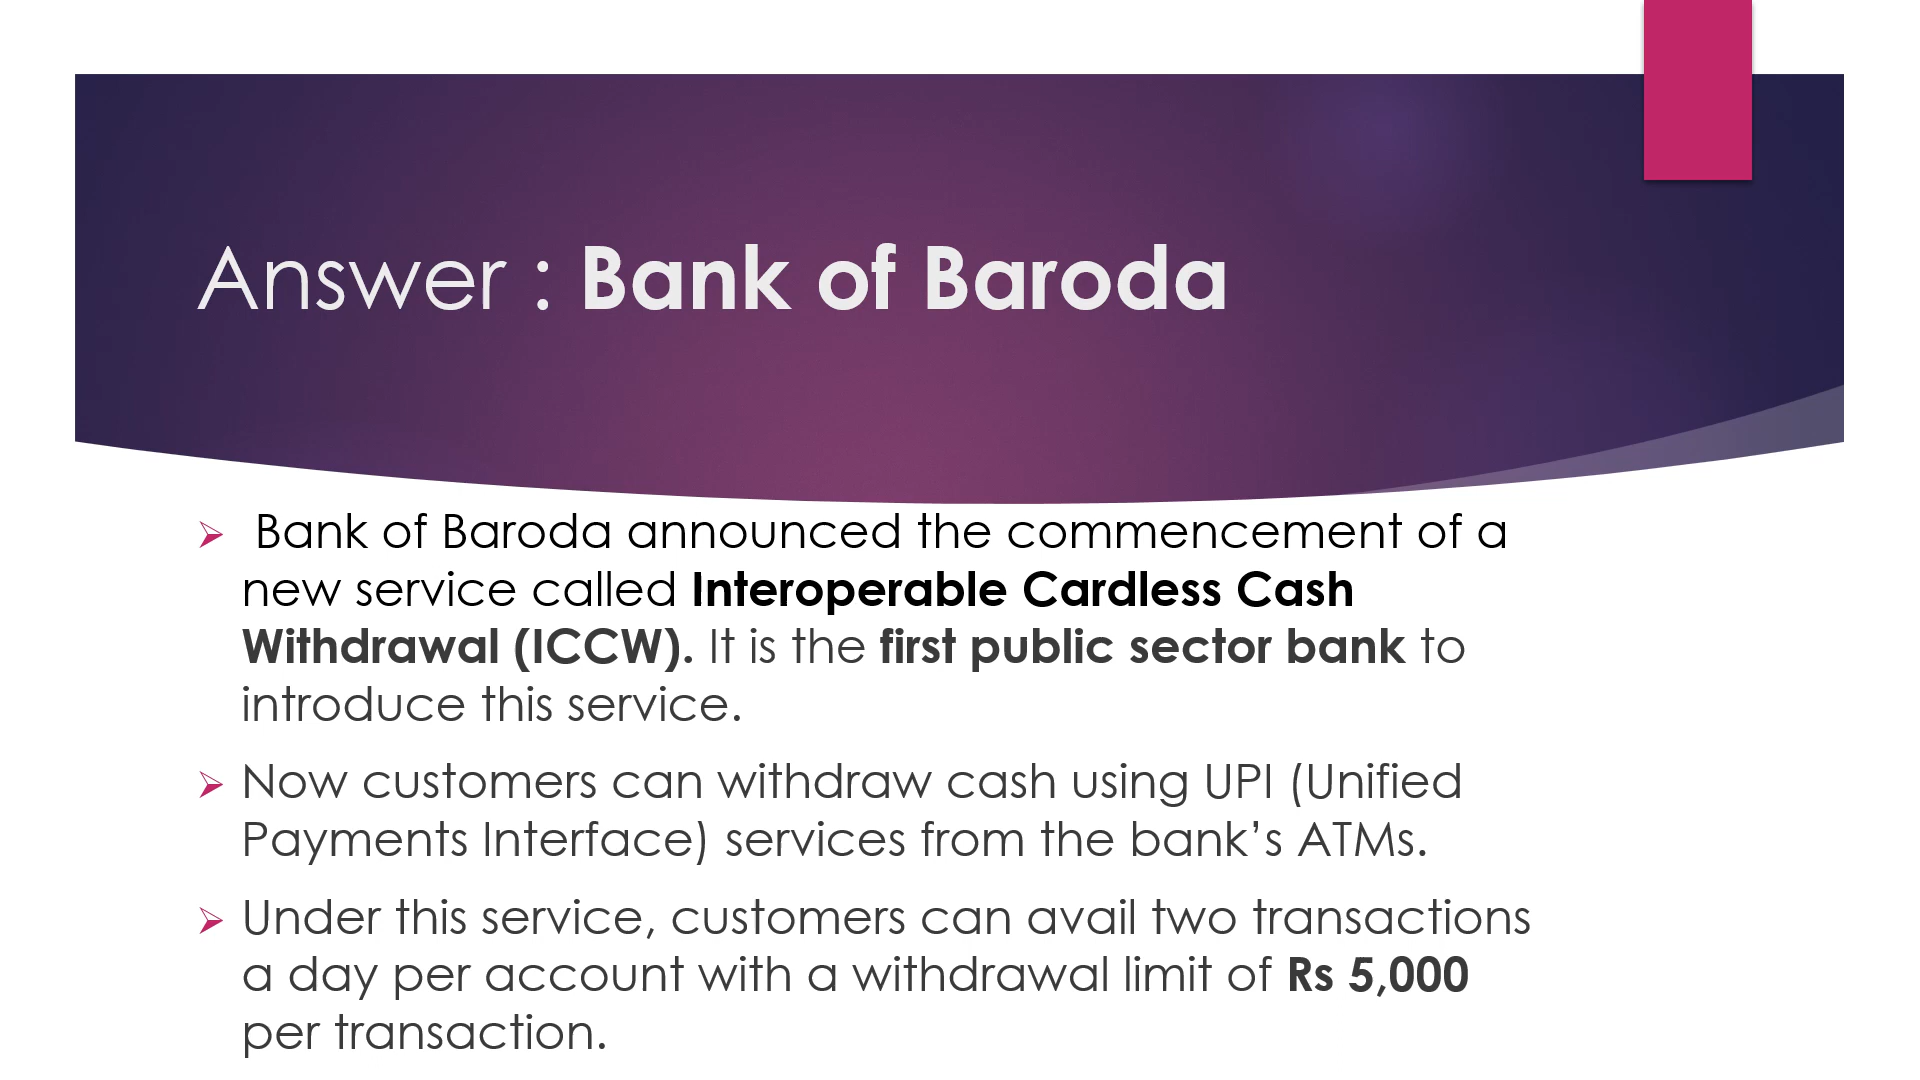 Answer : Bank of Baroda
➢ Bank of Baroda announced the commencement of a
new service called Interoperable Cardless Cash
Withdrawal (ICCW). It is the first public sector bank to
introduce this service.
➢ Now customers can withdraw cash using UPI (Unified
Payments Interface) services from the bank’s ATMs.
➢ Under this service, customers can avail two transactions
a day per account with a withdrawal limit of Rs 5,000
per transaction.